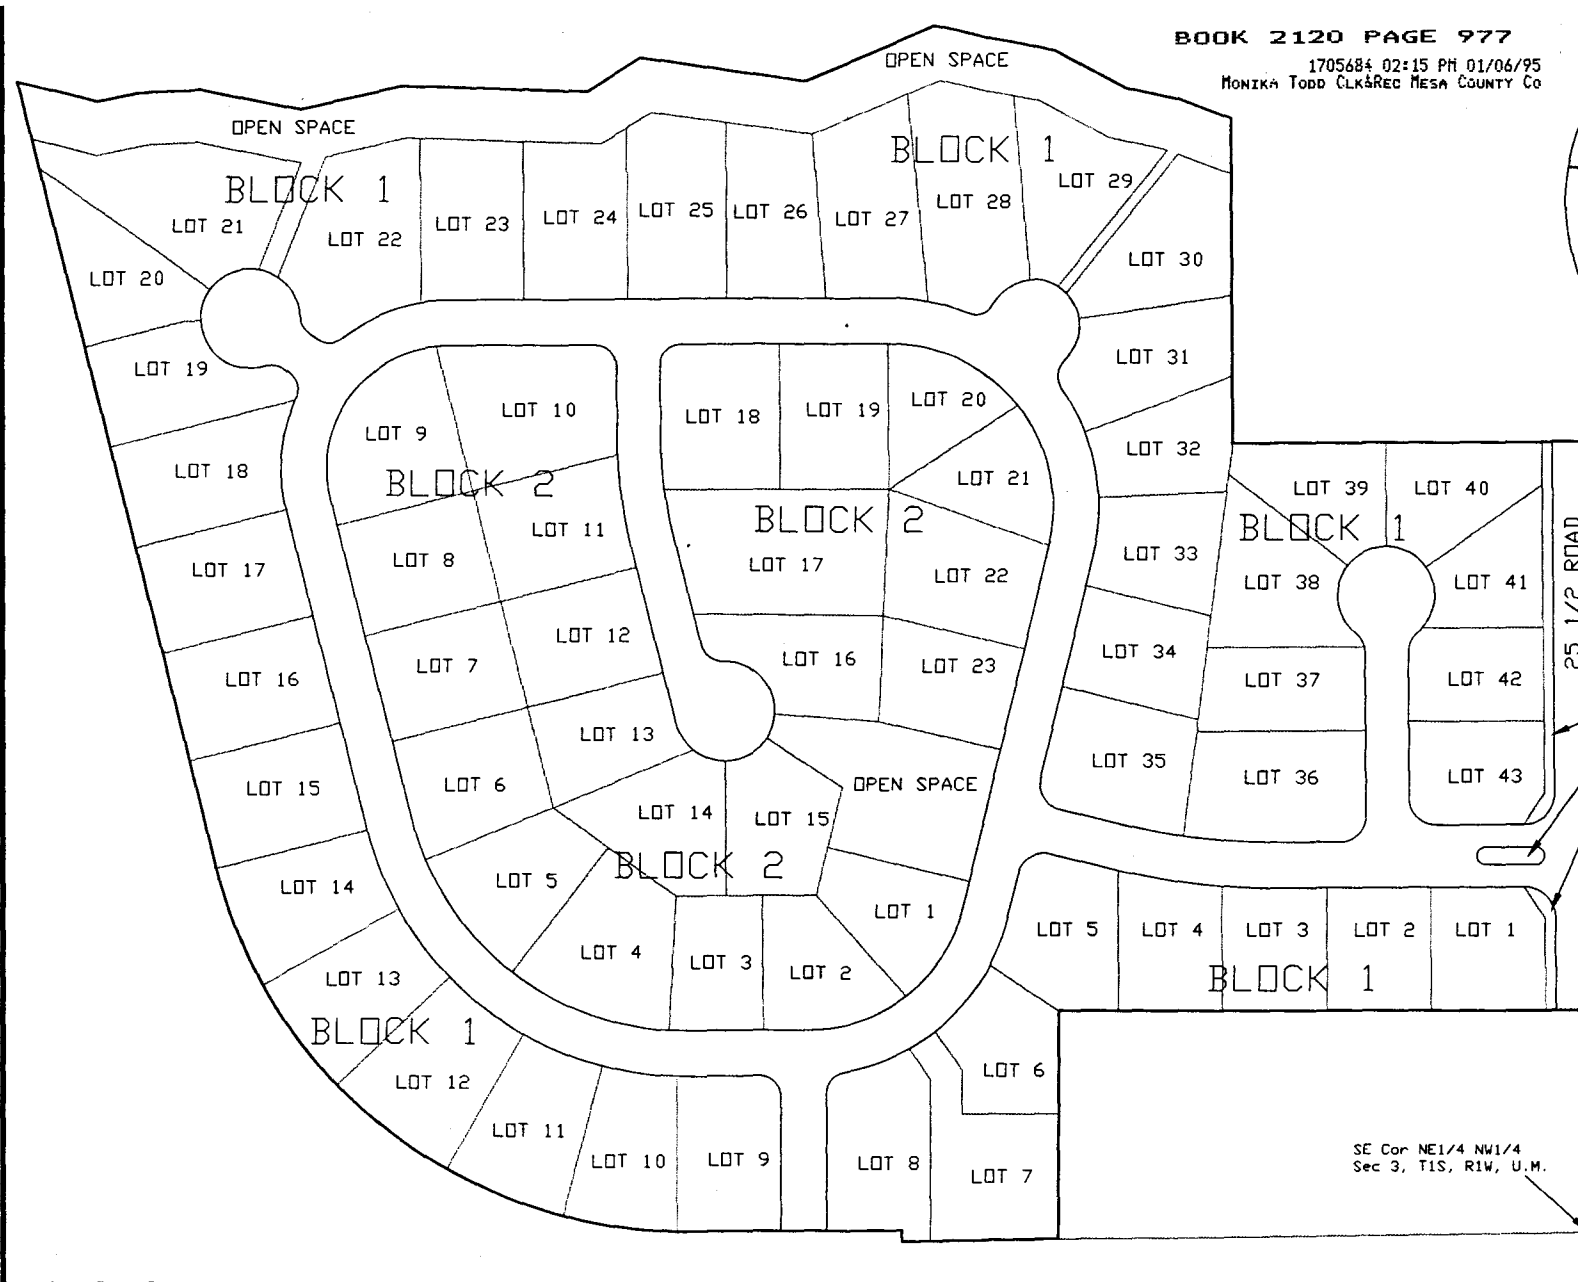 BOOK 2120 PAGE 977
1705684 02:15 PM 01/06/95
MONIKA TODD CLK&REC MESA COUNTY CO
OPEN SPACE
OPEN SPACE
BLOCK 1
BLOCK 1
LOT 29
LOT 21
LOT 22
LOT 23
LOT 24
LOT 25
LOT 26
LOT 27
LOT 28
LOT 20
LOT 30
LOT 19
LOT 31
LOT 9
LOT 10
LOT 18
LOT 19
LOT 20
LOT 32
LOT 18
BLOCK 2
LOT 21
LOT 39
LOT 40
LOT 11
BLOCK 2
BLOCK 1
LOT 17
LOT 8
LOT 17
LOT 22
LOT 33
LOT 38
LOT 41
25 1/2 ROAD
LOT 16
LOT 7
LOT 12
LOT 16
LOT 23
LOT 34
LOT 37
LOT 42
LOT 15
LOT 6
LOT 13
OPEN SPACE
LOT 35
LOT 36
LOT 43
LOT 14
LOT 15
BLOCK 2
LOT 14
LOT 5
LOT 1
LOT 5
LOT 4
LOT 3
LOT 2
LOT 1
LOT 13
LOT 4
LOT 3
LOT 2
BLOCK 1
BLOCK 1
LOT 12
LOT 6
LOT 11
LOT 10
LOT 9
LOT 8
LOT 7
SE Cor NE1/4 NW1/4
Sec 3, T1S, R1W, U.M.